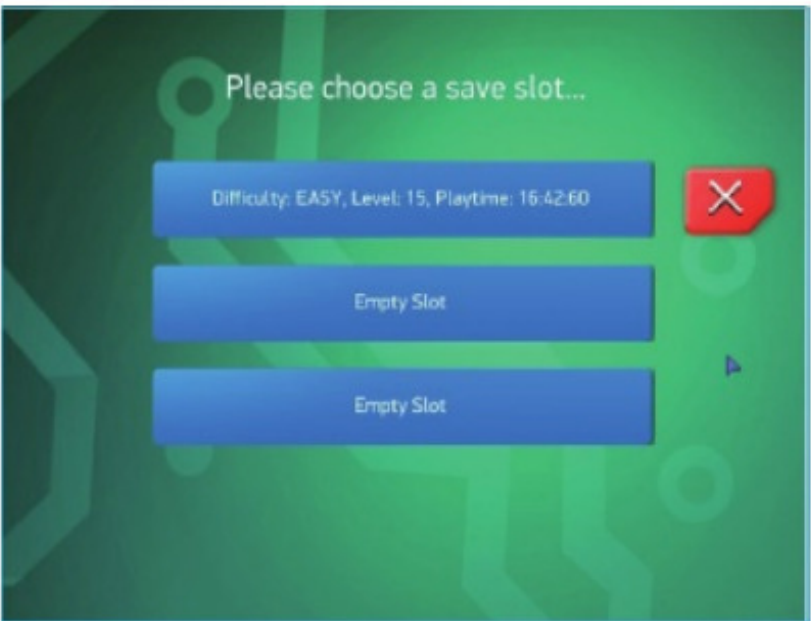 Please choose a save slot...
Difficulty: EASY, Level: 15, Playtime: 16:42:60
Empty Slot
Empty Slot